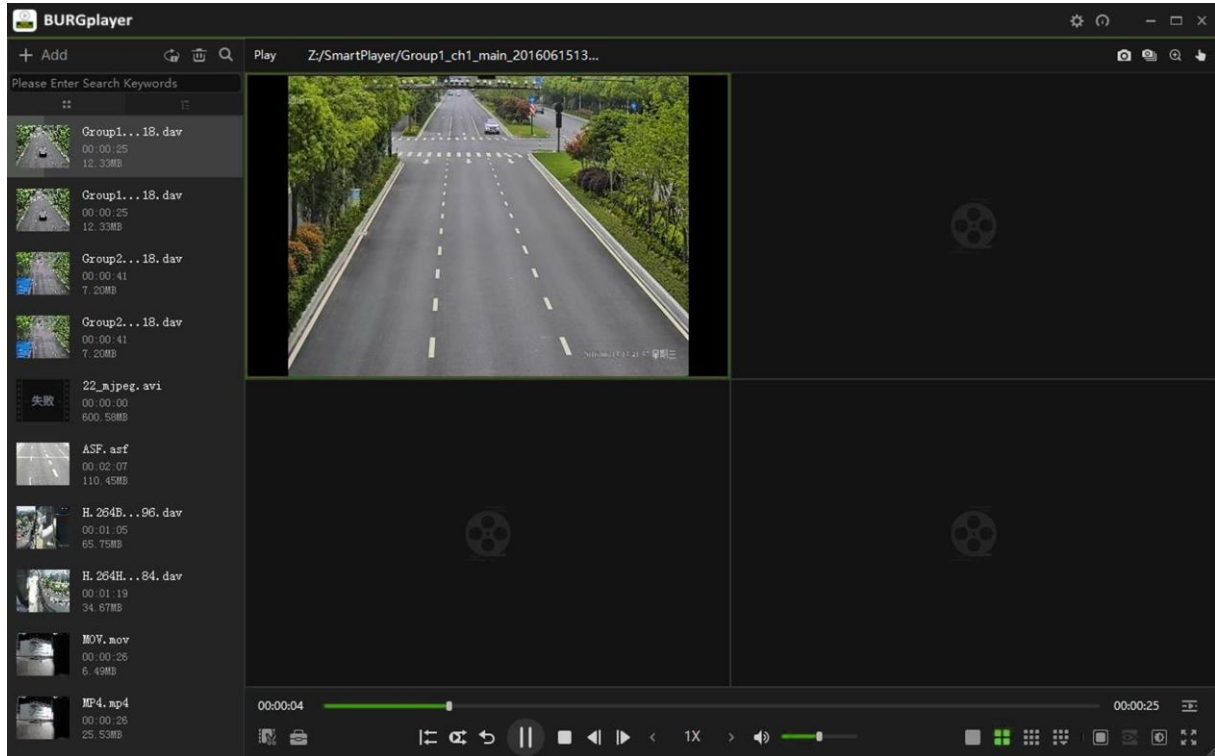 BURGplayer
Add
Play Z:/SmartPlayer/Group1_ch1_main_2016061513...
Please Enter Search Keywords
Group1...18.dav
00:00:25
12.33MB
Group1...18.dav
00:00:25
12.33MB
Group2...18.dav
00:00:41
7.20MB
Group2...18.dav
00:00:41
7.20MB
失败
22_mjpeg.avi
00:00:00
600.58MB
ASF.asf
00:02:07
110.45MB
H.264B...96.dav
00:01:05
65.75MB
H.264H...84.dav
00:01:19
34.67MB
MOV.mov
00:00:26
6.49MB
MP4.mp4
00:00:26
25.53MB
星期三
00:00:04
00:00:25
1X